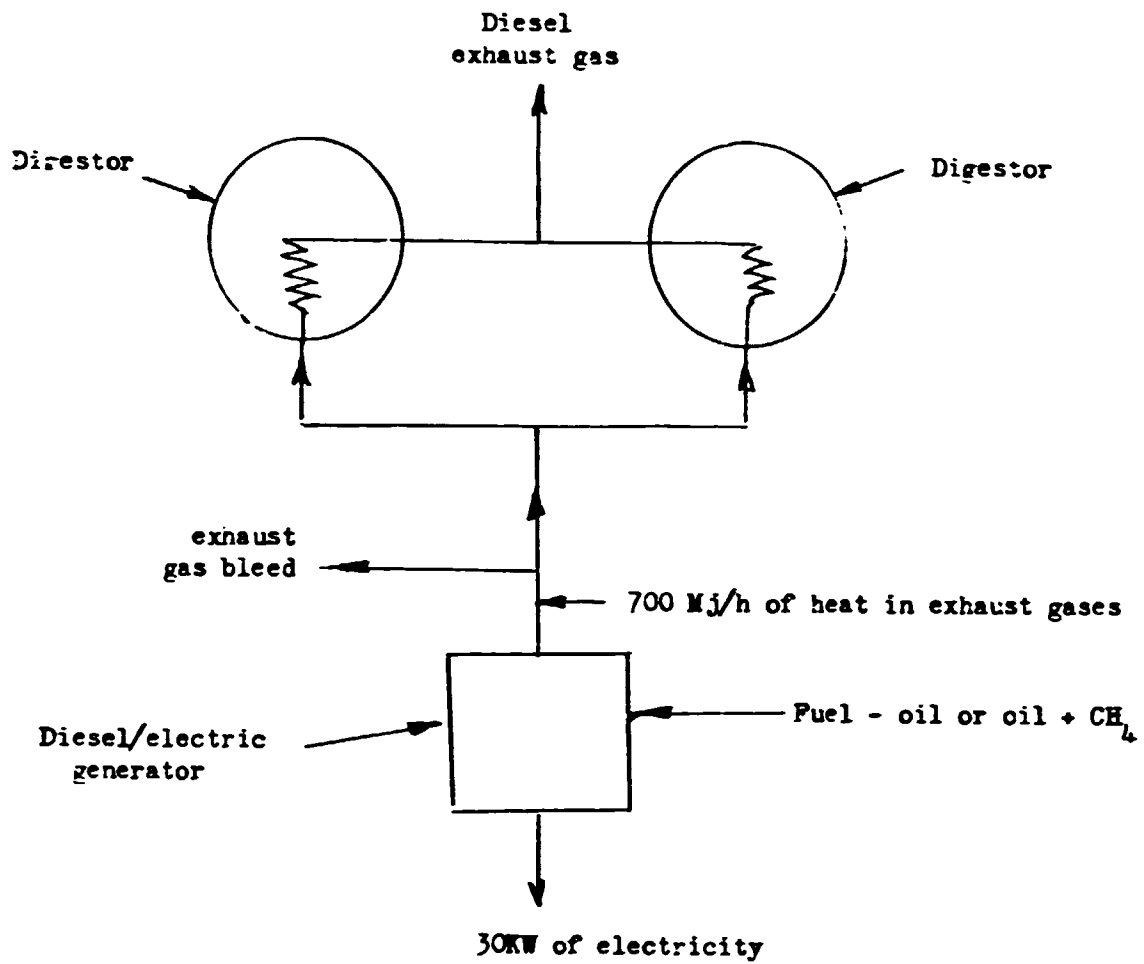 Diesel
exhaust gas
Direstor
Digestor
exhaust
gas bleed
700 Mj/h of heat in exhaust gases
Fuel - oil or oil + CH4
Diesel/electric
generator
30KW of electricity